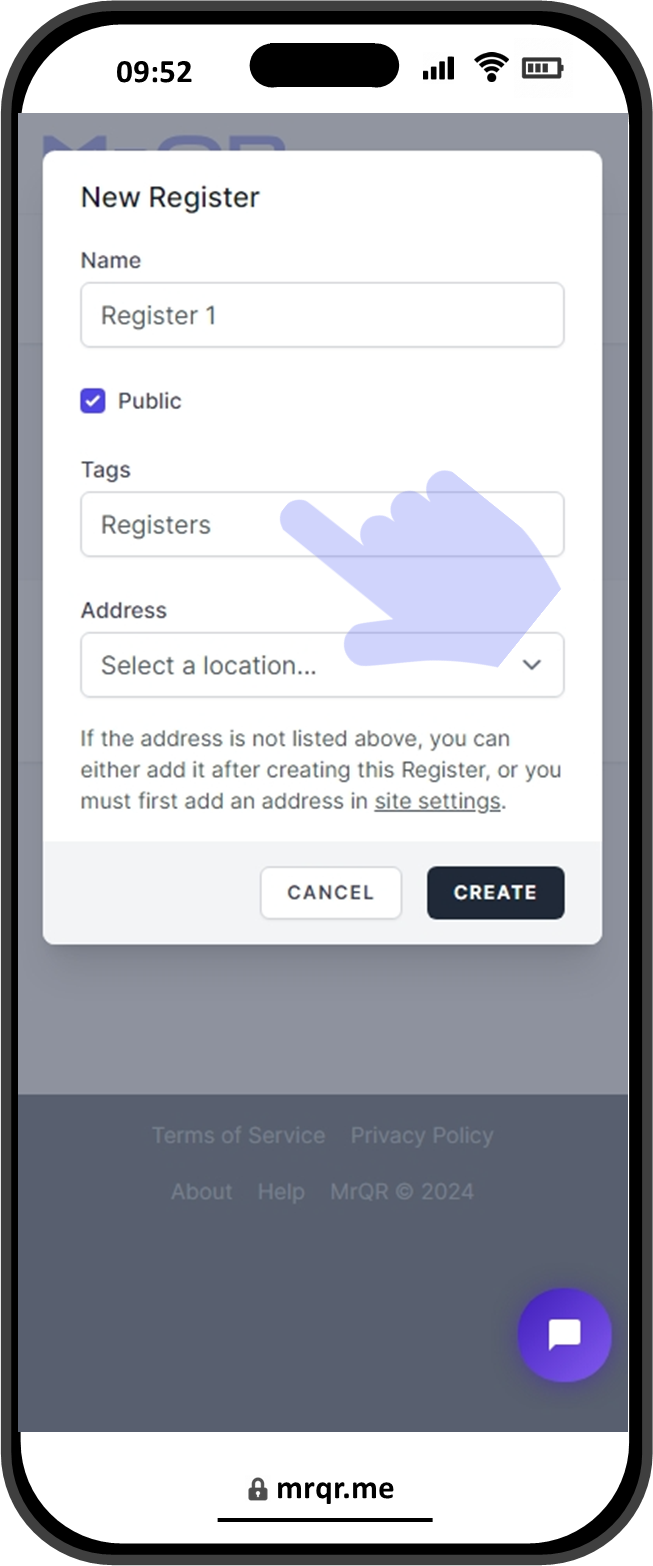 09:52
MrQR
New Register
Name
Register 1
Public
Tags
Registers
Address
Select a location...
If the address is not listed above, you can
either add it after creating this Register, or you
must first add an address in site settings.
CANCEL
CREATE
Terms of Service Privacy Policy
About Help MrQR © 2024
mrqr.me